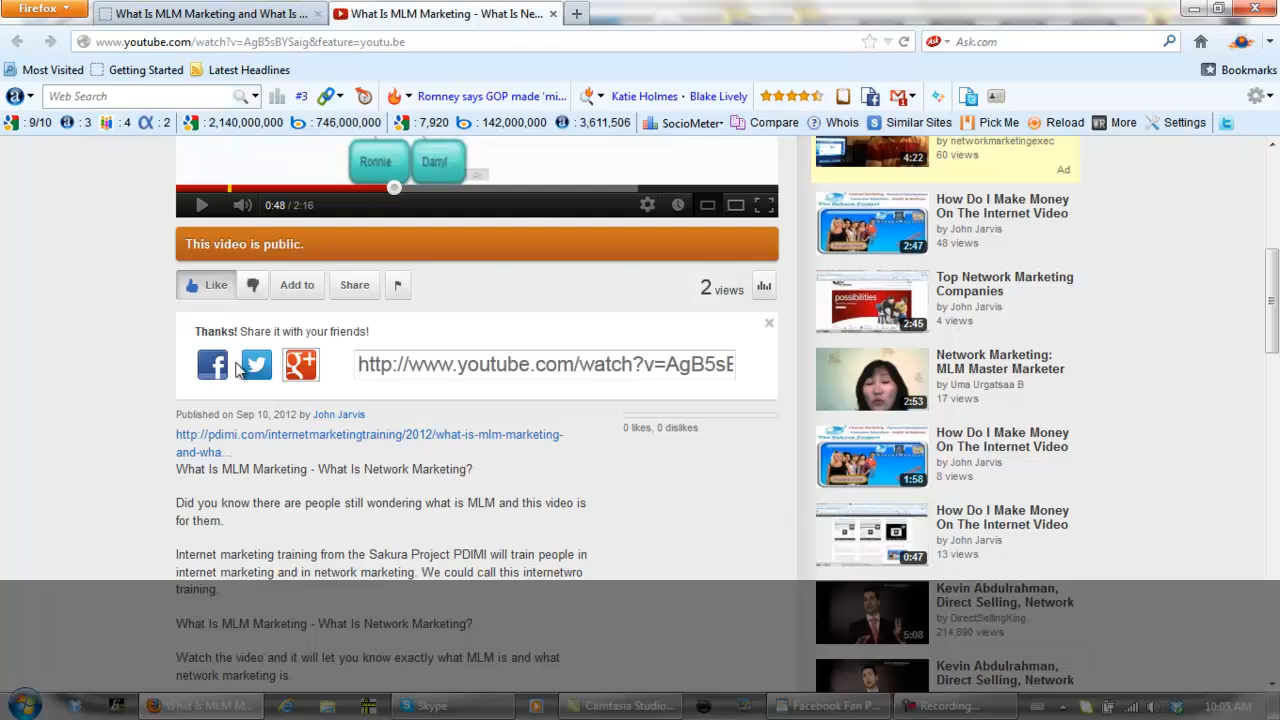 Firefox
What Is MLM Marketing and What Is ...
What Is MLM Marketing - What Is Ne...
www.youtube.com/watch?v=AgB5sBYSaig&feature=youtu.be
Ask.com
Most Visited
Getting Started
Latest Headlines
Bookmarks
Web Search
#3
Romney says GOP made 'mi...
Katie Holmes - Blake Lively
: 9/10
: 3
: 4
: 2
: 2,140,000,000
: 746,000,000
: 7,920
: 142,000,000
: 3,611,506
SocioMeter
Compare
Whois
Similar Sites
Pick Me
Reload
More
Settings
Ronnie
Darryl
0:48 / 2:16
This video is public.
Like
Add to
Share
2 views
Thanks! Share it with your friends!
http://www.youtube.com/watch?v=AgB5sE
Published on Sep 10, 2012 by John Jarvis
0 likes, 0 dislikes
http://pdimi.com/internetmarketingtraining/2012/what-is-mlm-marketing-
and-wha...
What Is MLM Marketing - What Is Network Marketing?
Did you know there are people still wondering what is MLM and this video is
for them.
Internet marketing training from the Sakura Project PDIMI will train people in
internet marketing and in network marketing. We could call this internetwro
training.
What Is MLM Marketing - What Is Network Marketing?
Watch the video and it will let you know exactly what MLM is and what
network marketing is.
4:22
by networkmarketingexec
60 views
Ad
2:47
How Do I Make Money
On The Internet Video
by John Jarvis
48 views
possibilities
2:45
Top Network Marketing
Companies
by John Jarvis
4 views
2:53
Network Marketing:
MLM Master Marketer
by Uma Urgatsaa B
17 views
1:58
How Do I Make Money
On The Internet Video
by John Jarvis
8 views
0:47
How Do I Make Money
On The Internet Video
by John Jarvis
13 views
5:08
Kevin Abdulrahman,
Direct Selling, Network
by DirectSellingKing
214,890 views
Kevin Abdulrahman,
Direct Selling, Network
What Is MLM M...
Skype
Camtasia Studio...
Facebook Fan P...
Recording...
10:05 AM